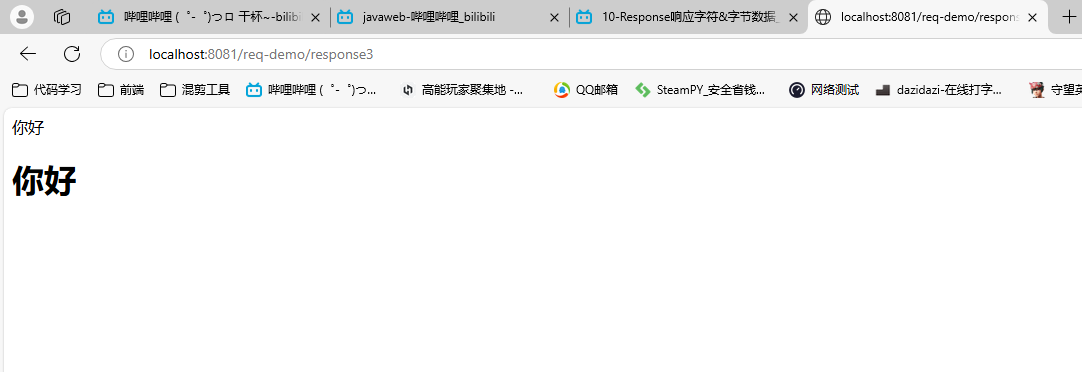 哔哩哔哩 (゜-゜)つロ 干杯~-bilibi
javaweb-哔哩哔哩_bilibili
10-Response响应字符&字节数据_
localhost:8081/req-demo/respons
localhost:8081/req-demo/response3
代码学习
前端
混剪工具
哔哩哔哩 (゜-゜)つ...
高能玩家聚集地 -...
QQ邮箱
SteamPY_安全省钱...
网络测试
dazidazi-在线打字...
守望英
你好
你好